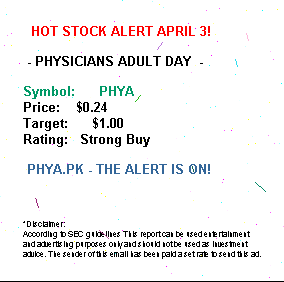 HOT STOCK ALERT APRIL 3!
- PHYSICIANS ADULT DAY -
Symbol: PHYA
Price: $0.24
Target: $1.00
Rating: Strong Buy
PHYA.PK - THE ALERT IS ON!
*Disclaimer:
According to SEC guidelines This report can be used entertainment
and advertising purposes only and should not be used as Investment
advice. The sender of this email has been paid a set rate to send this ad.